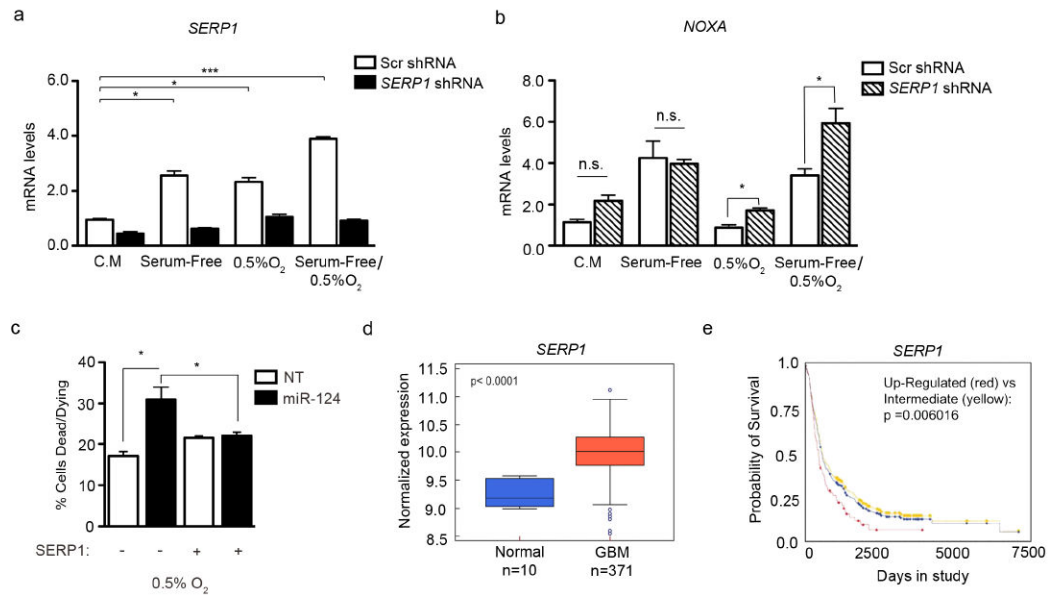 a
SERP1
Scr shRNA
SERP1 shRNA
***
*
*
mRNA levels
6.0
4.0
2.0
0.0
C.M
Serum-Free
0.5%O2
Serum-Free/
0.5%O2
b
NOXA
Scr shRNA
SERP1 shRNA
mRNA levels
8.0
6.0
4.0
2.0
0.0
n.s.
n.s.
*
*
C.M
Serum-Free
0.5%O2
Serum-Free/
0.5%O2
c
% Cells Dead/Dying
40
30
20
10
0
*
*
NT
miR-124
SERP1: - - + +
0.5% O2
d
SERP1
p< 0.0001
Normalized expression
11.0
10.5
10.0
9.5
9.0
8.5
Normal
n=10
GBM
n=371
e
SERP1
Up-Regulated (red) vs
Intermediate (yellow):
p =0.006016
Probability of Survival
1.0
0.75
0.5
0.25
0.0
0 2500 5000 7500
Days in study